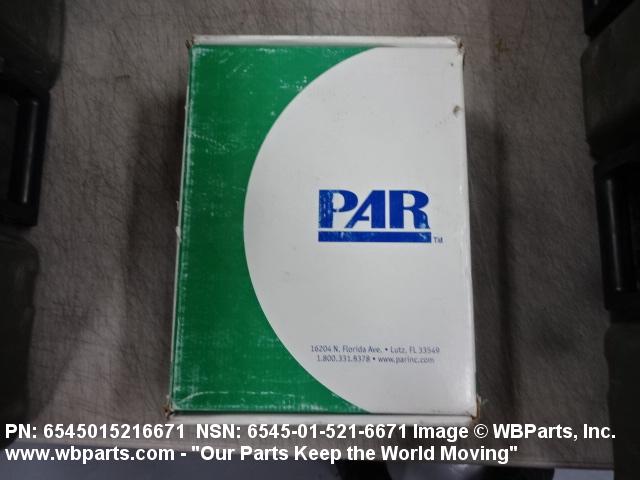 PAR
TM
16204 N. Florida Ave. • Lutz, FL 33549
1.800.331.8378 • www.parinc.com
PN: 6545015216671 NSN: 6545-01-521-6671 Image © WBParts, Inc.
www.wbparts.com - "Our Parts Keep the World Moving"